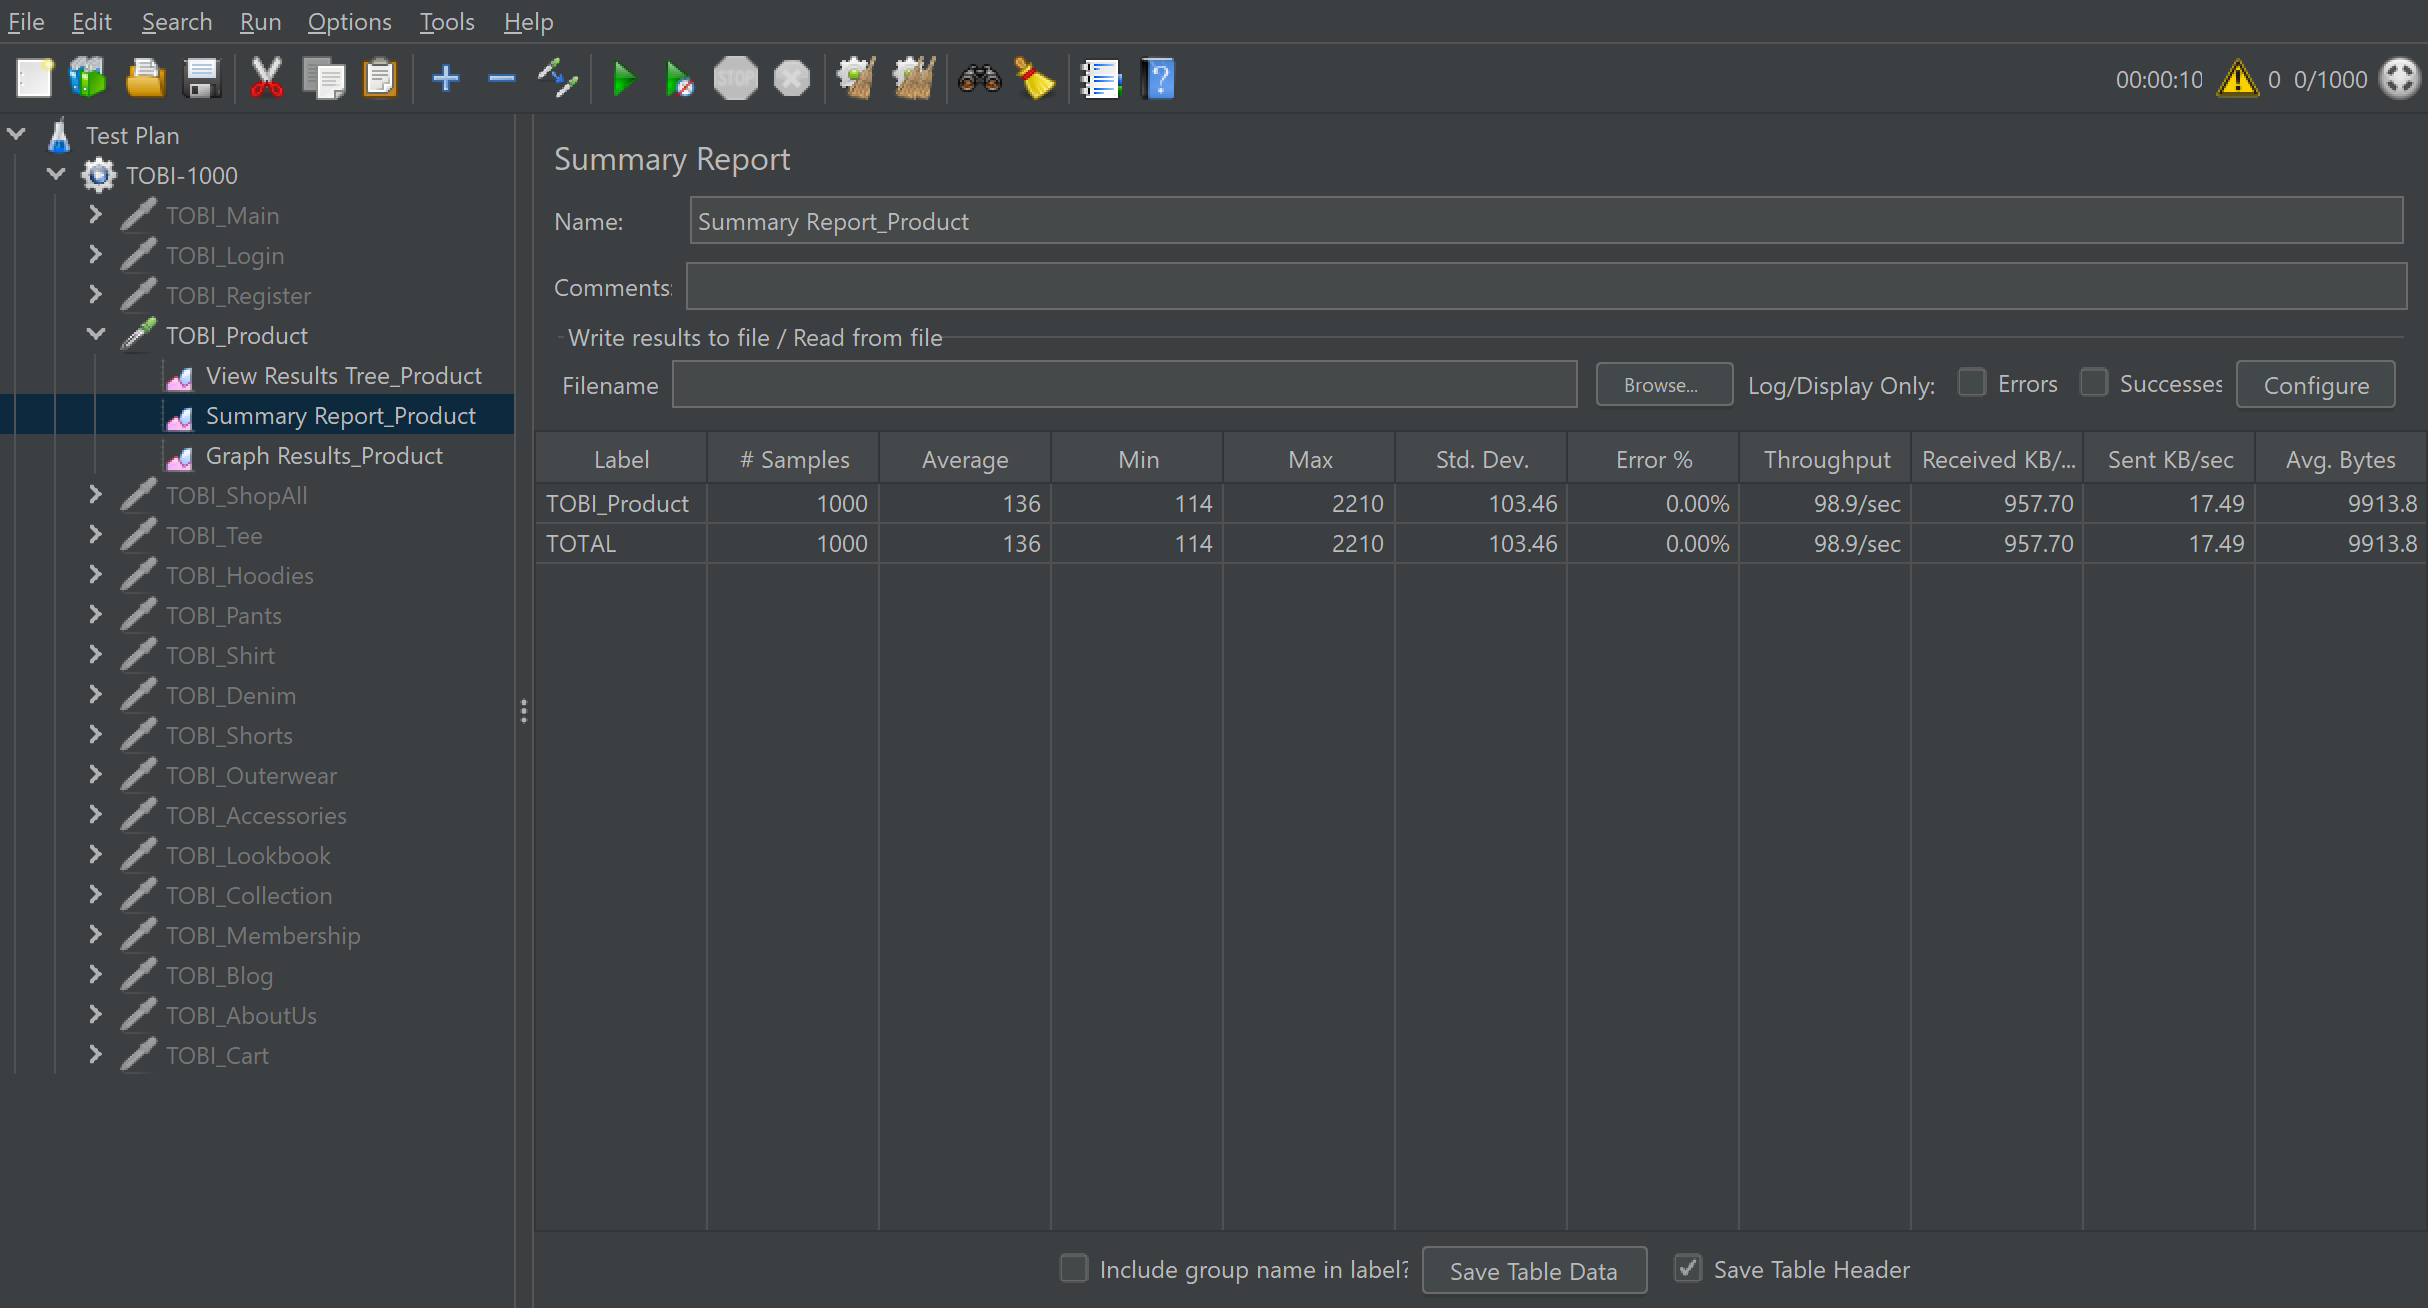 File Edit Search Run Options Tools Help
STOP
00:00:10 0 0/1000
Test Plan
TOBI-1000
TOBI_Main
TOBI_Login
TOBI_Register
TOBI_Product
View Results Tree_Product
Summary Report_Product
Graph Results_Product
TOBI_ShopAll
TOBI_Tee
TOBI_Hoodies
TOBI_Pants
TOBI_Shirt
TOBI_Denim
TOBI_Shorts
TOBI_Outerwear
TOBI_Accessories
TOBI_Lookbook
TOBI_Collection
TOBI_Membership
TOBI_Blog
TOBI_AboutUs
TOBI_Cart
Summary Report
Name: Summary Report_Product
Comments:
Write results to file / Read from file
Filename Browse... Log/Display Only: Errors Successes Configure
Label # Samples Average Min Max Std. Dev. Error % Throughput Received KB/... Sent KB/sec Avg. Bytes
TOBI_Product 1000 136 114 2210 103.46 0.00% 98.9/sec 957.70 17.49 9913.8
TOTAL 1000 136 114 2210 103.46 0.00% 98.9/sec 957.70 17.49 9913.8
Include group name in label? Save Table Data Save Table Header